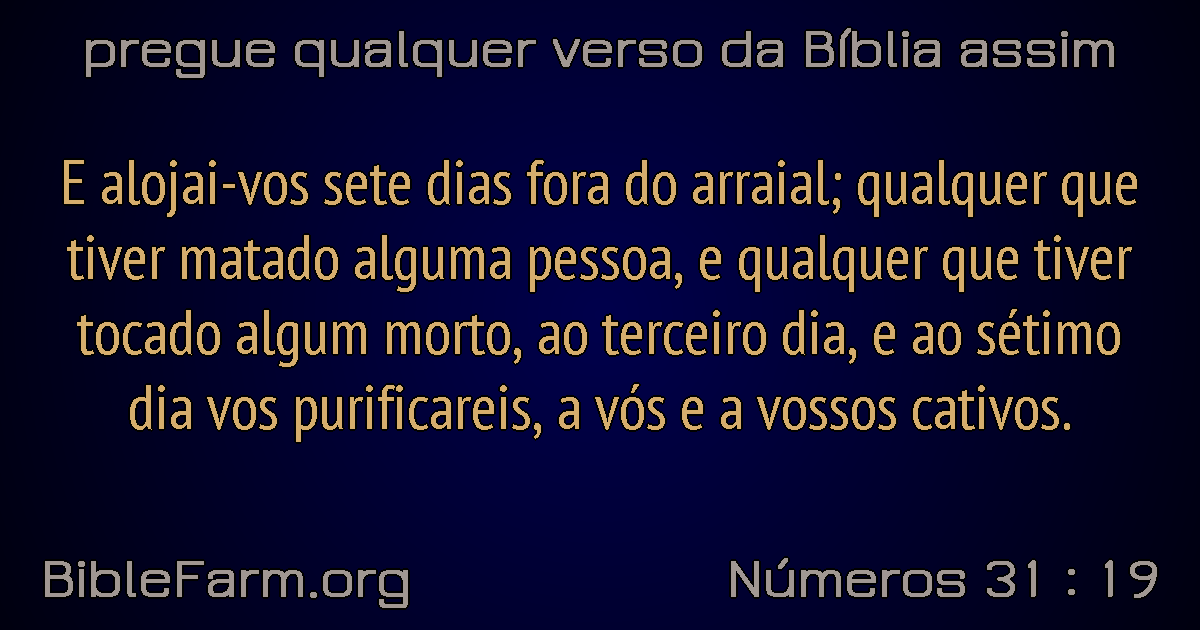 pregue qualquer verso da Bíblia assim
E alojai-vos sete dias fora do arraial; qualquer que
tiver matado alguma pessoa, e qualquer que tiver
tocado algum morto, ao terceiro dia, e ao sétimo
dia vos purificareis, a vós e a vossos cativos.
BibleFarm.org
Números 31 : 19